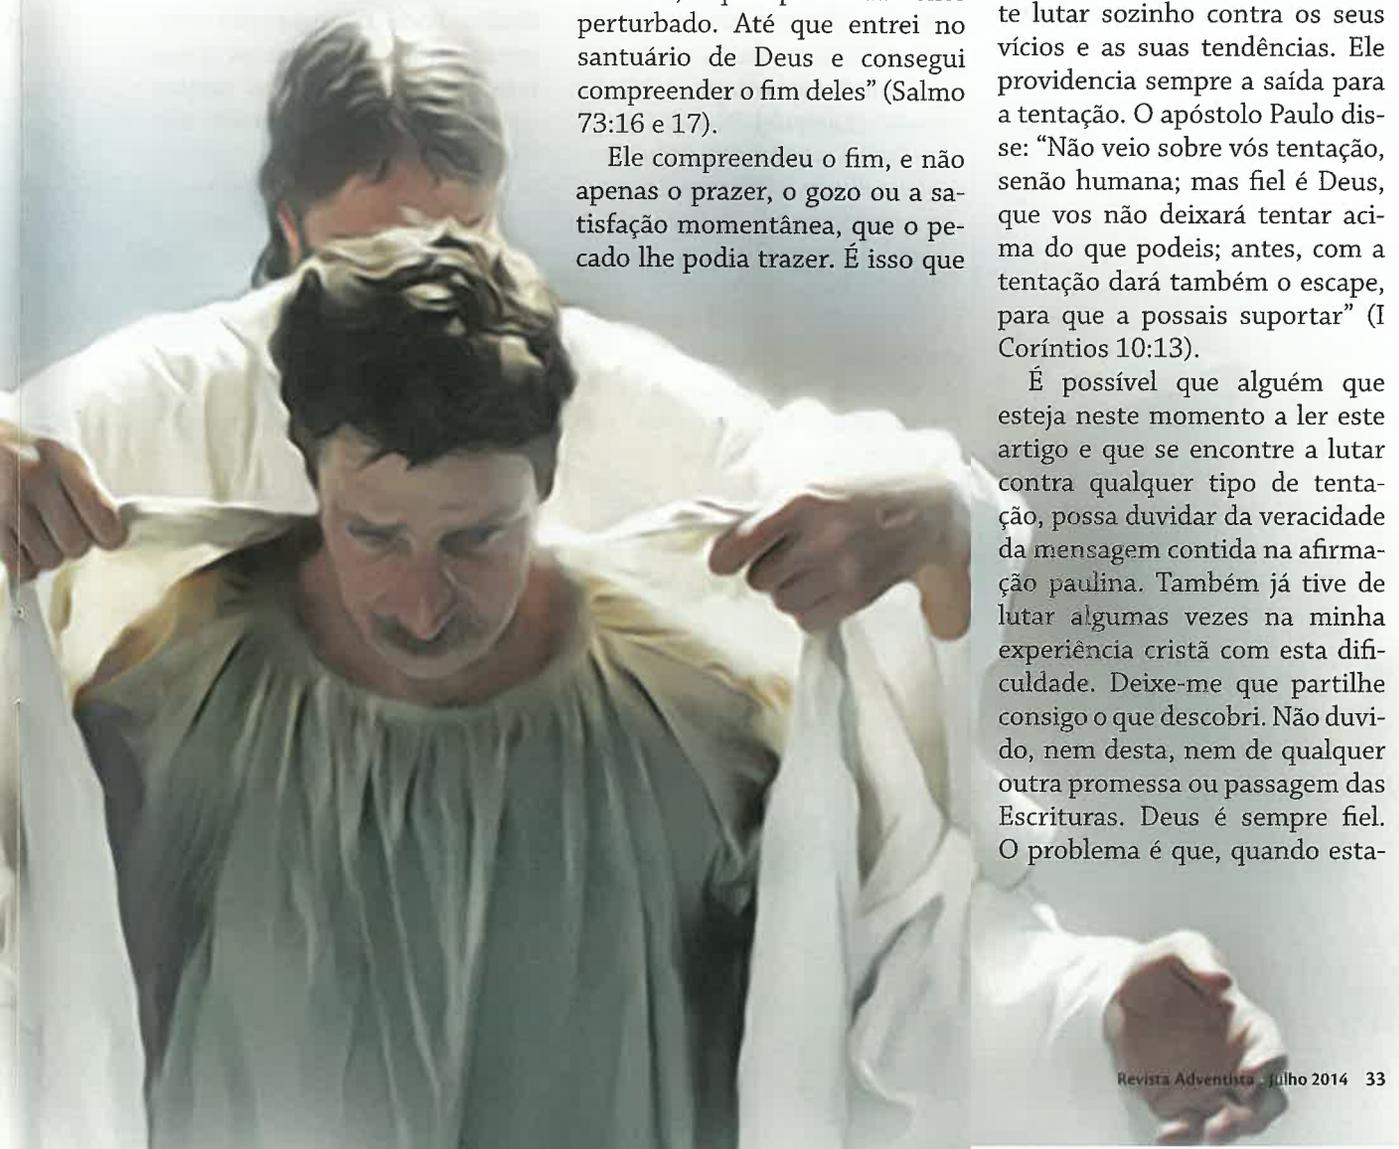 perturbado. Até que entrei no
santuário de Deus e consegui
compreender o fim deles” (Salmo
73:16 e 17).
Ele compreendeu o fim, e não
apenas o prazer, o gozo ou a sa-
tisfação momentânea, que o pe-
cado lhe podia trazer. É isso que
te lutar sozinho contra os seus
vícios e as suas tendências. Ele
providencia sempre a saída para
a tentação. O apóstolo Paulo dis-
se: “Não veio sobre vós tentação,
senão humana; mas fiel é Deus,
que vos não deixará tentar aci-
ma do que podeis; antes, com a
tentação dará também o escape,
para que a possais suportar” (I
Coríntios 10:13).
É possível que alguém que
esteja neste momento a ler este
artigo e que se encontre a lutar
contra qualquer tipo de tenta-
ção, possa duvidar da veracidade
da mensagem contida na afirma-
ção paulina. Também já tive de
lutar algumas vezes na minha
experiência cristã com esta difi-
culdade. Deixe-me que partilhe
consigo o que descobri. Não duvi-
do, nem desta, nem de qualquer
outra promessa ou passagem das
Escrituras. Deus é sempre fiel.
O problema é que, quando esta-
Revista Adventista - Julho 2014 33